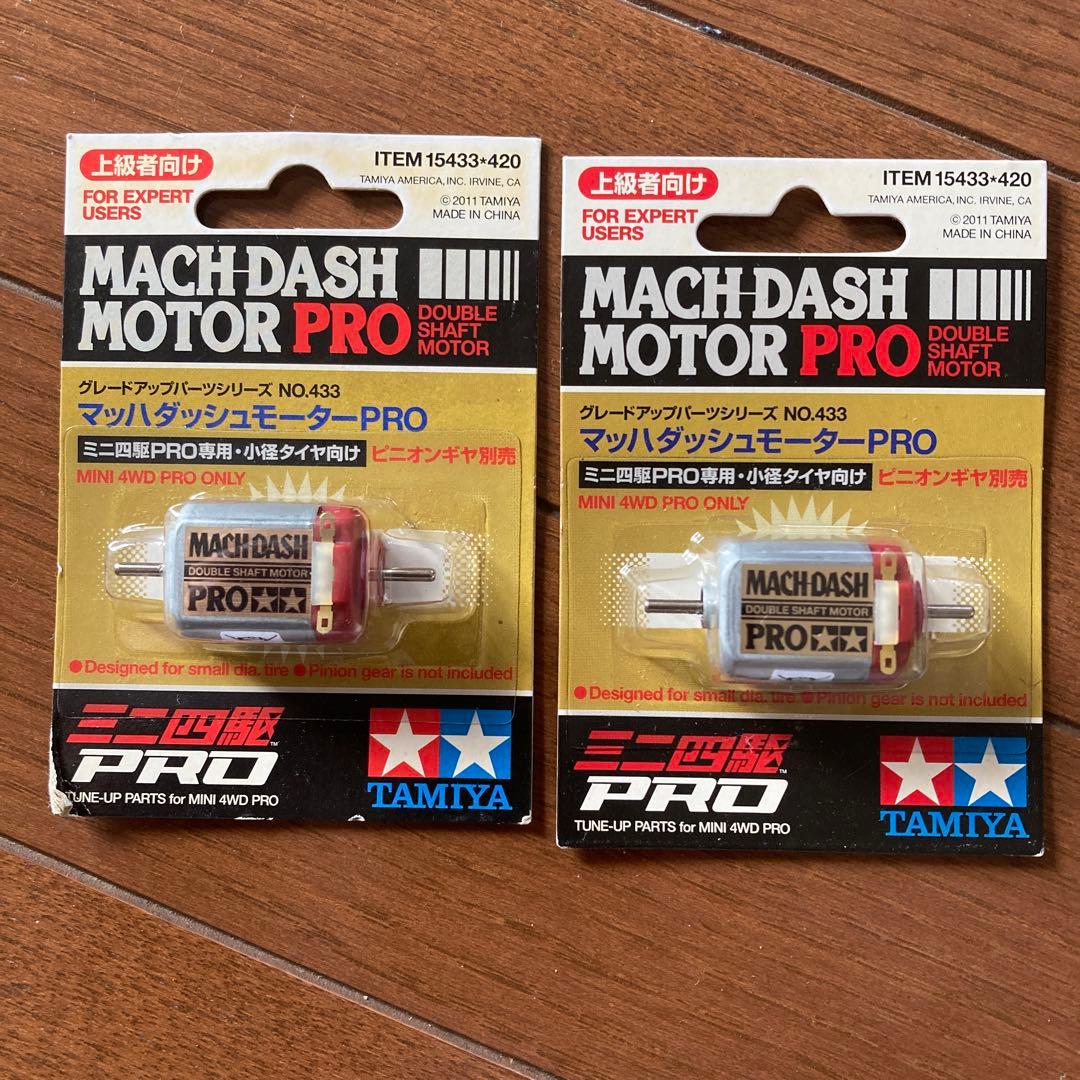 上級者向け
FOR EXPERT
USERS
ITEM 15433*420
TAMIYA AMERICA, INC. IRVINE, CA
© 2011 TAMIYA
MADE IN CHINA
MACH-DASH
MOTOR PRO
DOUBLE
SHAFT
MOTOR
グレードアップパーツシリーズ NO.433
マッハダッシュモーターPRO
ミニ四駆PRO専用・小径タイヤ向け ピニオンギヤ別売
MINI 4WD PRO ONLY
MACH-DASH
DOUBLE SHAFT MOTOR
PRO
●Designed for small dia. tire ●Pinion gear is not included
ミニ四駆™
PRO
TUNE-UP PARTS for MINI 4WD PRO
TAMIYA
上級者向け
FOR EXPERT
USERS
ITEM 15433*420
TAMIYA AMERICA, INC. IRVINE, CA
© 2011 TAMIYA
MADE IN CHINA
MACH-DASH
MOTOR PRO
DOUBLE
SHAFT
MOTOR
グレードアップパーツシリーズ NO.433
マッハダッシュモーターPRO
ミニ四駆PRO専用・小径タイヤ向け ピニオンギヤ別売
MINI 4WD PRO ONLY
MACH-DASH
DOUBLE SHAFT MOTOR
PRO
●Designed for small dia. tire ●Pinion gear is not included
ミニ四駆™
PRO
TUNE-UP PARTS for MINI 4WD PRO
TAMIYA